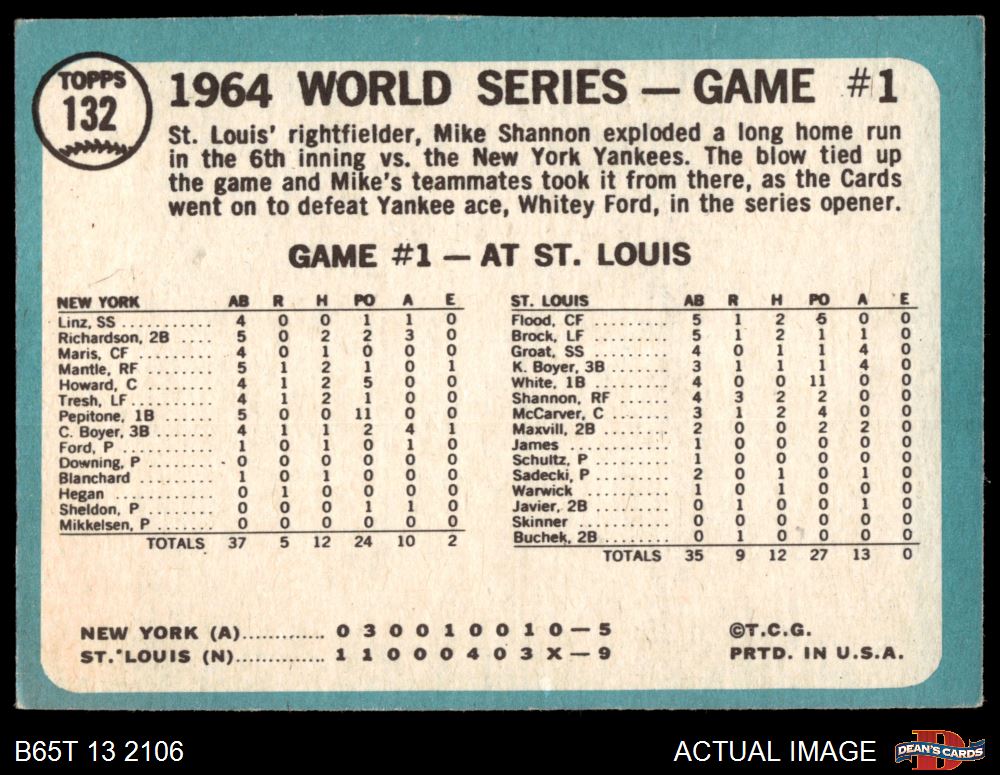 TOPPS
132
1964 WORLD SERIES — GAME #1
St. Louis' rightfielder, Mike Shannon exploded a long home run
in the 6th inning vs. the New York Yankees. The blow tied up
the game and Mike's teammates took it from there, as the Cards
went on to defeat Yankee ace, Whitey Ford, in the series opener.
GAME #1 — AT ST. LOUIS
NEW YORK AB R H PO A E
Linz, SS .......... 4 0 0 1 1 0
Richardson, 2B .... 5 0 2 2 3 0
Maris, CF ......... 4 0 1 0 0 0
Mantle, RF ........ 5 1 2 1 0 1
Howard, C ......... 4 1 2 5 0 0
Tresh, LF ......... 4 1 2 1 0 0
Pepitone, 1B ...... 5 0 0 11 0 0
C. Boyer, 3B ....... 4 1 1 2 4 1
Ford, P ........... 1 0 1 0 1 0
Downing, P ........ 0 0 0 0 0 0
Blanchard ......... 1 0 1 0 0 0
Hegan ............ 0 1 0 0 0 0
Sheldon, P ........ 0 0 0 1 1 0
Mikkelsen, P ....... 0 0 0 0 0 0
TOTALS 37 5 12 24 10 2
ST. LOUIS AB R H PO A E
Flood, CF ......... 5 1 2 5 0 0
Brock, LF ......... 5 1 2 1 1 0
Groat, SS ......... 4 0 1 1 4 0
K. Boyer, 3B ....... 3 1 1 1 4 0
White, 1B ......... 4 0 0 11 0 0
Shannon, RF ....... 4 3 2 2 0 0
McCarver, C ....... 3 1 2 4 0 0
Maxvill, 2B ........ 2 0 0 2 2 0
James ............ 1 0 0 0 0 0
Schultz, P ......... 1 0 0 0 0 0
Sadecki, P ........ 2 0 1 0 1 0
Warwick .......... 1 0 1 0 0 0
Javier, 2B ......... 0 1 0 0 1 0
Skinner .......... 0 0 0 0 0 0
Buchek, 2B ........ 0 1 0 0 0 0
TOTALS 35 9 12 27 13 0
NEW YORK (A)............. 0 3 0 0 1 0 0 1 0 — 5
ST. LOUIS (N)............... 1 1 0 0 0 4 0 3 X — 9
©T.C.G.
PRTD. IN U.S.A.
B65T 13 2106
ACTUAL IMAGE
DEAN'S CARDS